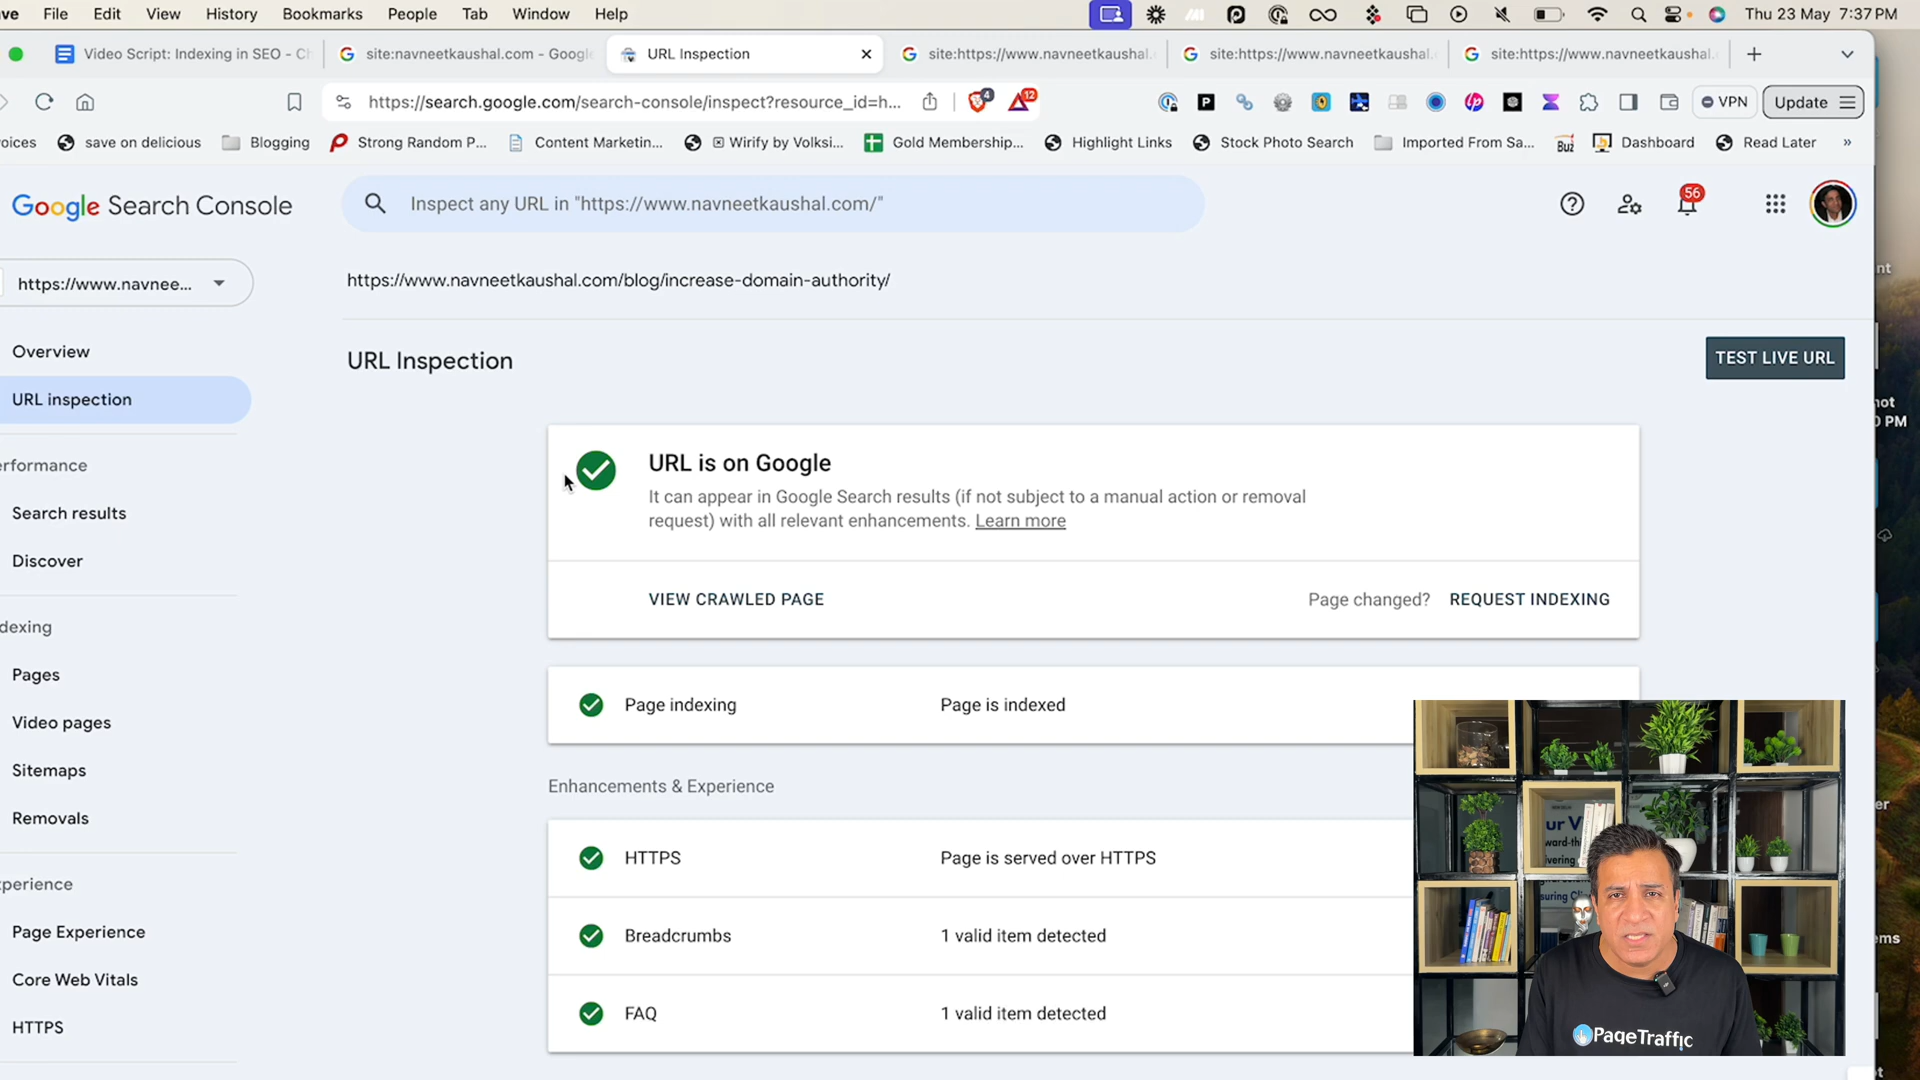 ve File Edit View History Bookmarks People Tab Window Help Thu 23 May 7:37 PM
Video Script: Indexing in SEO - Ch site:navneetkaushal.com - Google URL Inspection site:https://www.navneetkaushal. site:https://www.navneetkaushal. site:https://www.navneetkaushal.
https://search.google.com/search-console/inspect?resource_id=h... 4 12 VPN Update
oices save on delicious Blogging Strong Random P... Content Marketin... Wirify by Volksi... Gold Membership... Highlight Links Stock Photo Search Imported From Sa... Buz Dashboard Read Later »
Google Search Console Inspect any URL in "https://www.navneetkaushal.com/" 56
https://www.navnee... https://www.navneetkaushal.com/blog/increase-domain-authority/
Overview
URL inspection
erformance
Search results
Discover
dexing
Pages
Video pages
Sitemaps
Removals
xperience
Page Experience
Core Web Vitals
HTTPS
URL Inspection TEST LIVE URL
URL is on Google
It can appear in Google Search results (if not subject to a manual action or removal
request) with all relevant enhancements. Learn more
VIEW CRAWLED PAGE Page changed? REQUEST INDEXING
Page indexing Page is indexed
Enhancements & Experience
HTTPS Page is served over HTTPS
Breadcrumbs 1 valid item detected
FAQ 1 valid item detected
PageTraffic